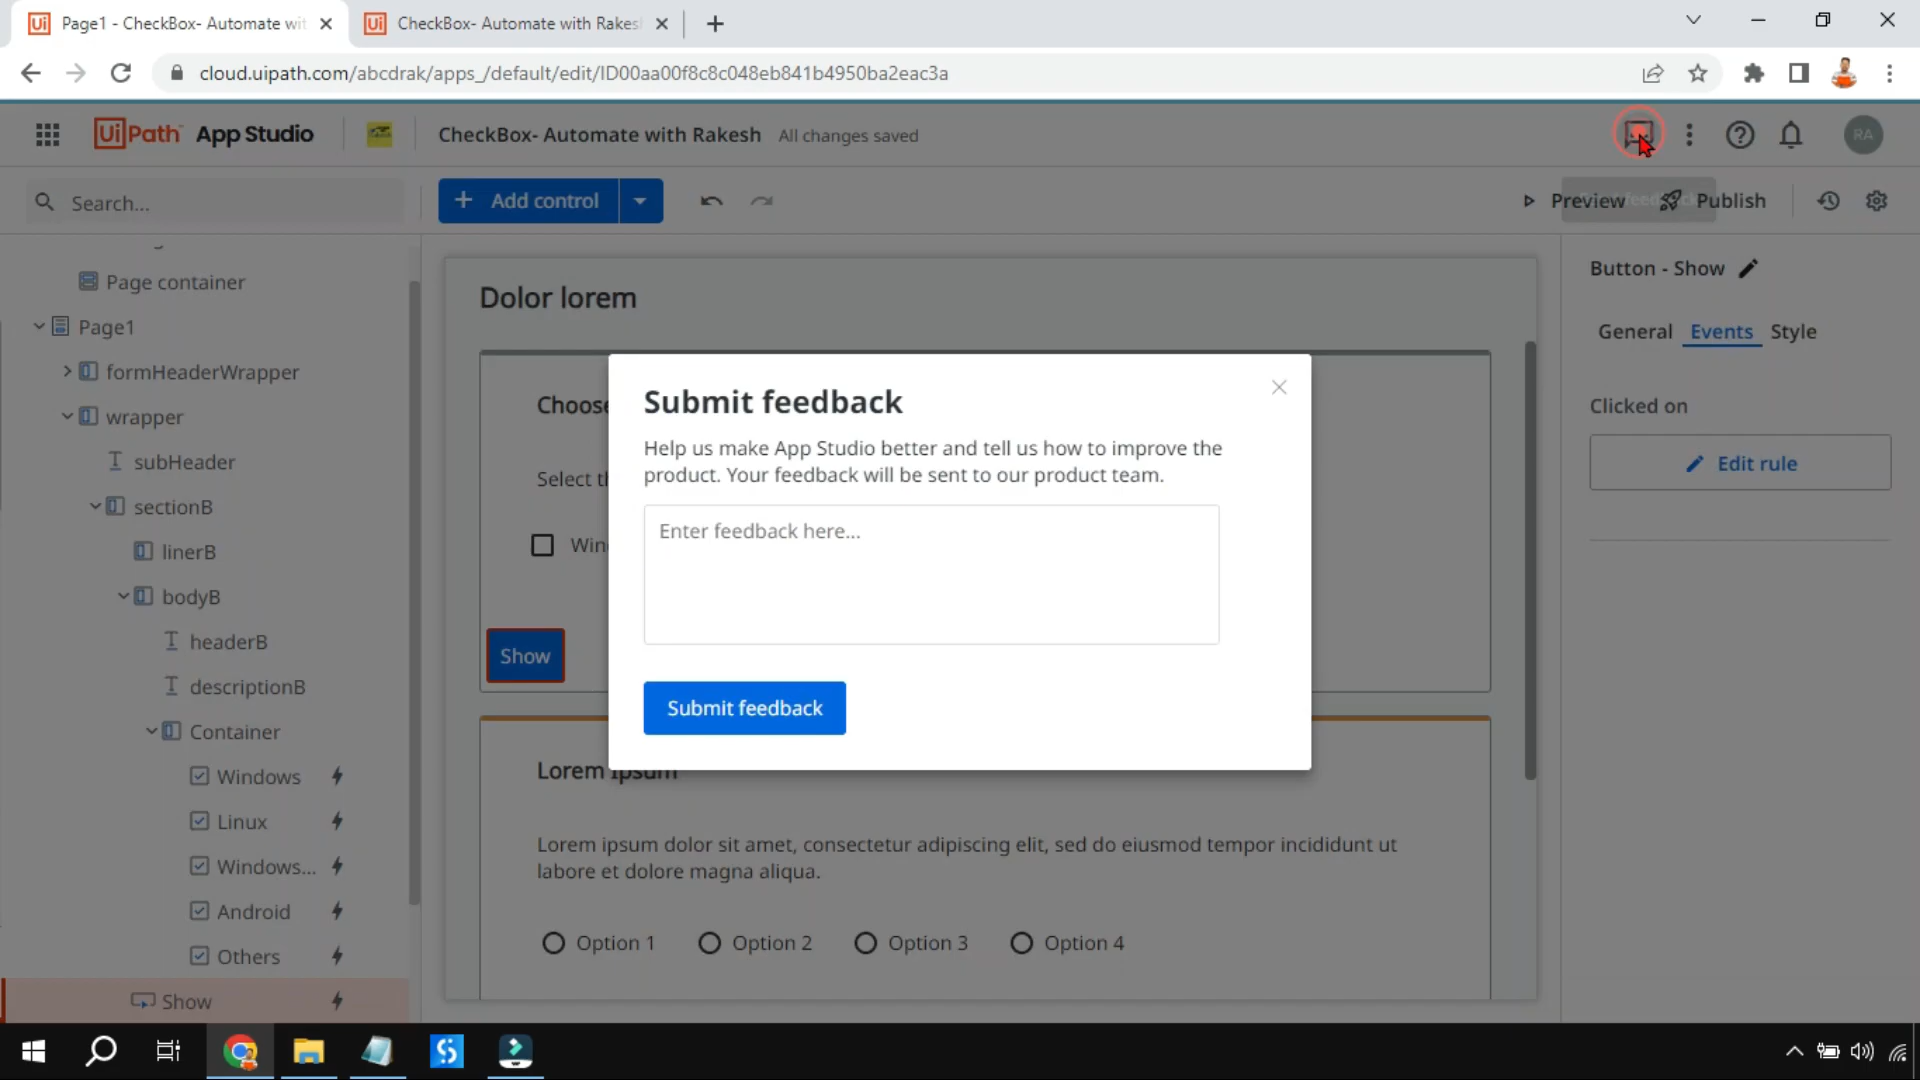 Page1 - CheckBox- Automate wit
CheckBox- Automate with Rakes
cloud.uipath.com/abcdrak/apps_/default/edit/ID00aa00f8c8c048eb841b4950ba2eac3a
UiPath App Studio
CheckBox- Automate with Rakesh All changes saved
RA
Search...
Add control
Preview
Publish
Page container
Page1
formHeaderWrapper
wrapper
subHeader
sectionB
linerB
bodyB
headerB
descriptionB
Container
Windows
Linux
Windows...
Android
Others
Show
Dolor lorem
Choose
Select th
Win
Show
Submit feedback
Help us make App Studio better and tell us how to improve the
product. Your feedback will be sent to our product team.
Enter feedback here...
Submit feedback
Lorem Ipsum
Lorem ipsum dolor sit amet, consectetur adipiscing elit, sed do eiusmod tempor incididunt ut
labore et dolore magna aliqua.
Option 1 Option 2 Option 3 Option 4
Button - Show
General Events Style
Clicked on
Edit rule